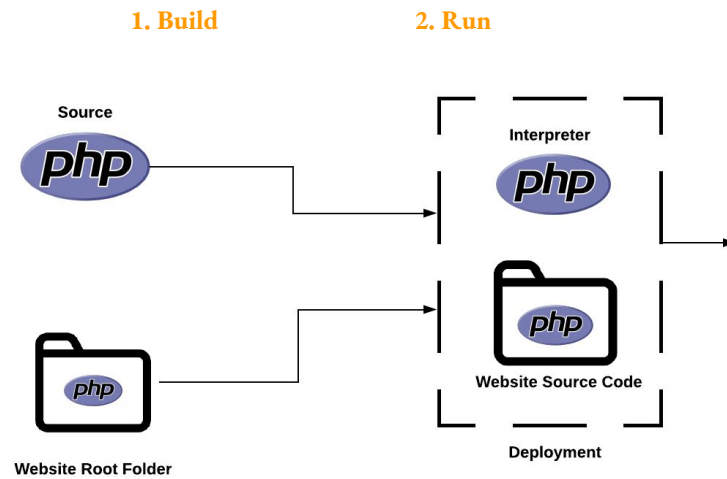 1. Build
2. Run
Source
php
Interpreter
php
php
Website Source Code
Deployment
php
Website Root Folder